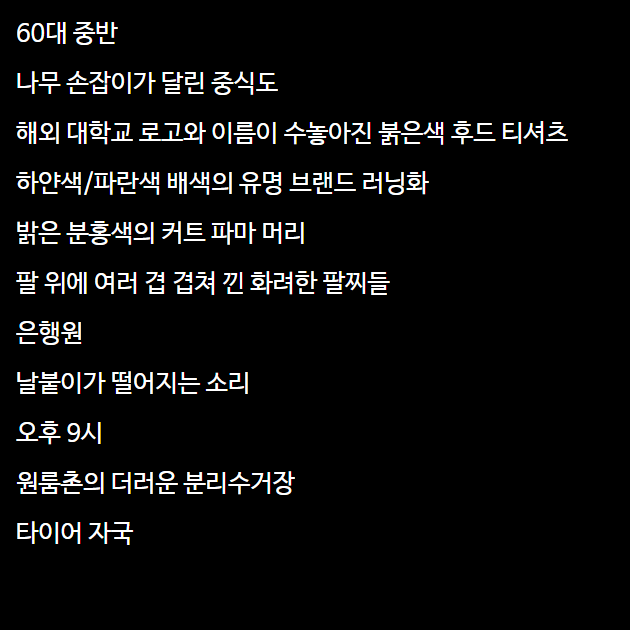 60대 중반
나무 손잡이가 달린 중식도
해외 대학교 로고와 이름이 수놓아진 붉은색 후드 티셔츠
하얀색/파란색 배색의 유명 브랜드 러닝화
밝은 분홍색의 커트 파마 머리
팔 위에 여러 겹 겹쳐 낀 화려한 팔찌들
은행원
날붙이가 떨어지는 소리
오후 9시
원룸촌의 더러운 분리수거장
타이어 자국